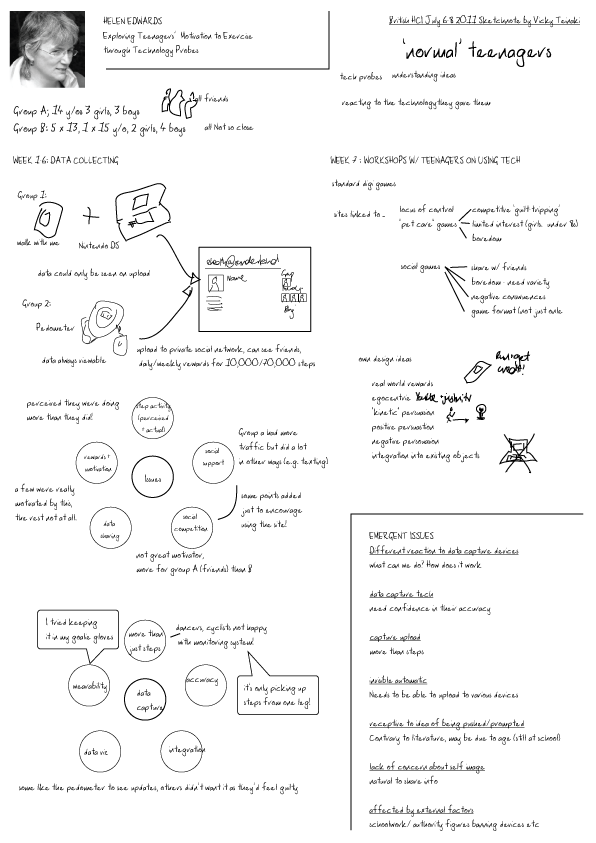 HELEN EDWARDS
Exploring Teenagers' Motivation to Exercise
through Technology Probes
British HCI July 6-8 2011 Sketchnote by Vicky Teinaki
'normal' teenagers
tech probes understanding ideas
reacting to the technology they gave them
Group A; 14 y/os 3 girls, 3 boys
all friends
Group B: 5 x 13, 1 x 15 y/o, 2 girls, 4 boys
all Not so close
WEEK 1-6: DATA COLLECTING
Group 1:
walk with me
+
Nintendo DS
data could only be seen on upload
Name
Group 2:
Pedometer
data always viewable
upload to private social network, can see friends,
daily/weekly rewards for 10,000/70,000 steps
perceived they were doing
more than they did!
step activity
(perceived
+ actual)
rewards +
motivation
Issues
social
support
Group a had more
traffic but did a lot
in other ways (e.g. texting)
a few were really
motivated by this,
the rest not at all.
data
sharing
social
competition
some points added
just to encourage
using the site!
not great motivator,
more for group A (friends) than B
I tried keeping
it in my goalie gloves
more than
just steps
dancers, cyclists not happy
with monitoring system!
wearability
data
capture
accuracy
it's only picking up
steps from one leg!
data viz
integration
some like the pedometer to see updates, others didn't want it as they'd feel guilty
WEEK 7: WORKSHOPS W/ TEENAGERS ON USING TECH
standard digi games
sites linked to..
locus of control
"pet care" games
competitive 'guilt-tripping'
limited interest (girls, under 18s)
boredom
social games
share w/ friends
boredom - need variety
negative consequences
game format (not just one
own design ideas
real world rewards
egocentric
'kinetic' persuasion
positive persuasion
negative persuasion
integration into existing objects
EMERGENT ISSUES
Different reaction to data capture devices
what can we do? How does it work
data capture tech
need confidence in their accuracy
capture upload
more than steps
invisible automatic
Needs to be able to upload to various devices
receptive to idea of being pushed/prompted
Contrary to literature, may be due to age (still at school)
lack of concern about self image
natural to share info
affected by external factors
schoolwork/ authority figures banning devices etc